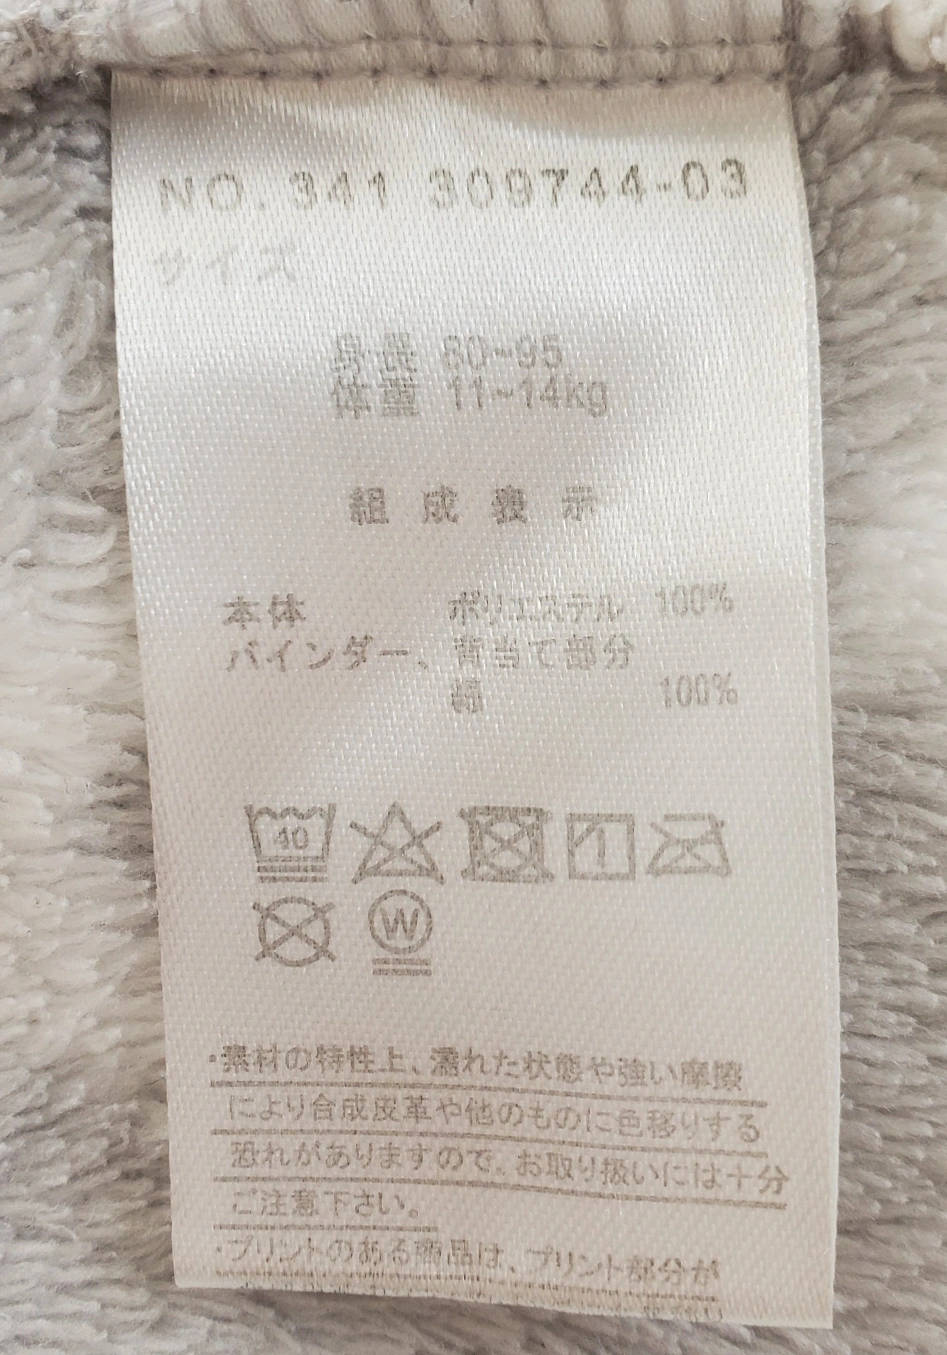 NO. 341 309744-03
サイズ
身長 80~95
体重 11~14kg
組成表示
本体 ポリエステル 100%
バインダー、背当て部分
綿 100%
40
W
・素材の特性上、濡れた状態や強い摩擦
により合成皮革や他のものに色移りする
恐れがありますので、お取り扱いには十分
ご注意下さい。
・プリントのある商品は、プリント部分が